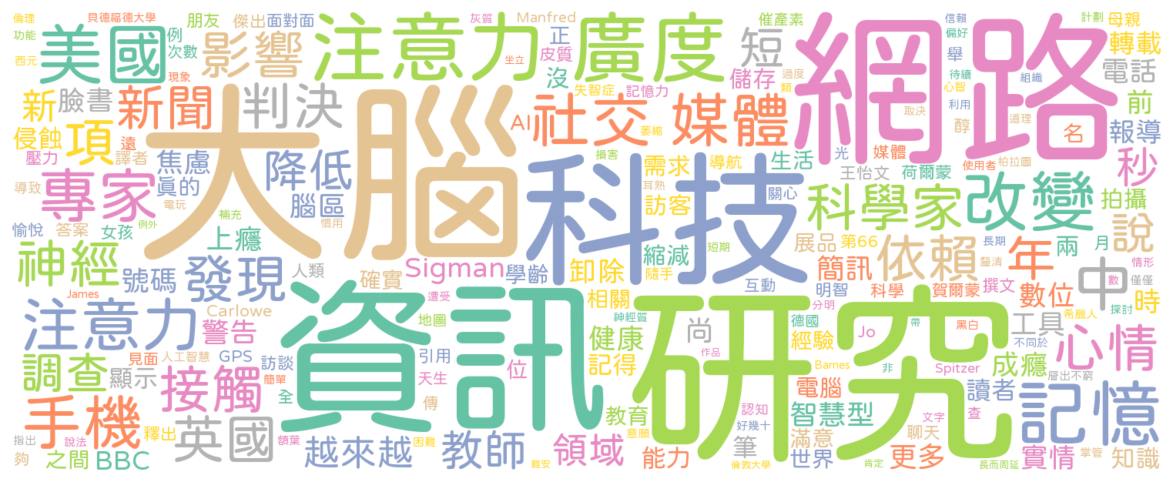 倫理 貝德福德大學 朋友 傑出 面對面 灰質 Manfred 催產素 信賴 計劃 母親
功能 美國 影響 例 次數 注意力 廣度 正 皮質 坐立 短 偏好 舉 轉載
西元 現象 沒 失智症 記憶力 儲存 過度 類 待續 心智 組織 電話
新 臉書 新聞 判決 大腦 AI 社交 媒體 萎縮 網路 醇 利用 取決 道理 前
侵蝕 項 遠 譯者 焦慮 降低 損害 需求 導航 生活 光 媒體 名 報導
壓力 專家 真的 腦區 科技 耳熟 訪客 關心 王怡文 荷爾蒙 使用者 柏拉圖 秒
導致 電玩 補充 慣用 科學家 改變 拍攝
愉悅 答案 女孩 例外 上癮 展品 第66 長期 兩 月 說
神經 號碼 發現 人類 確實 Sigman 學齡 卸除 縮減 短期 隨手 互動 簡訊 明智 依賴 釐清 年 情形 中
James Carlowe 遭受 相關 科學 賀爾蒙 撰文 數位 數 僅僅 時
注意力 警告 地圖 神經質 健康 尚 分明 德國 經驗 Jo 帶 黑白 工具 希臘人 探討
見面 人工智慧 GPS 訪談 資訊 引用 位 記得 作品 研究 Barnes 非 Spitzer 不同於 心情
調查 顯示 接觸 簡單 全 天生 電腦 成癮 層出不窮
手機 釋出 英國 傳 教育 意願 認知 智慧型 查 讀者 記憶
指出 說法 額葉 困難 好幾十 筆 滿意 文字 聊天
夠 之間 BBC 越來越 教師 難安 領域 能力 倫敦大學 世界 肯定 更多 長而周延 實情 掌管 知識